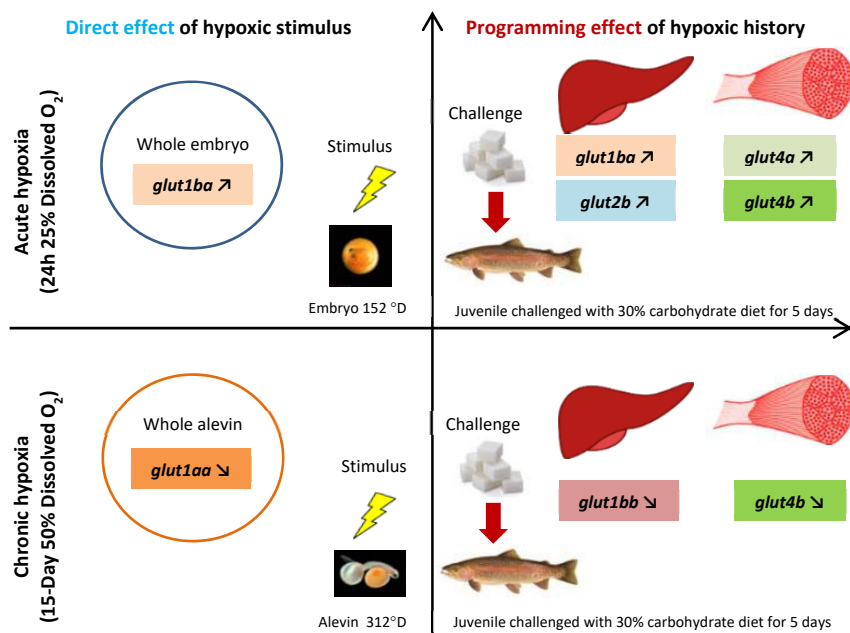 Direct effect of hypoxic stimulus
Programming effect of hypoxic history
Acute hypoxia
(24h 25% Dissolved O₂)
Whole embryo
glut1ba ↗
Stimulus
Embryo 152 °D
Challenge
glut1ba ↗
glut4a ↗
glut2b ↗
glut4b ↗
Juvenile challenged with 30% carbohydrate diet for 5 days
Chronic hypoxia
(15-Day 50% Dissolved O₂)
Whole alevin
glut1aa ↘
Stimulus
Alevin 312°D
Challenge
glut1bb ↘
glut4b ↘
Juvenile challenged with 30% carbohydrate diet for 5 days